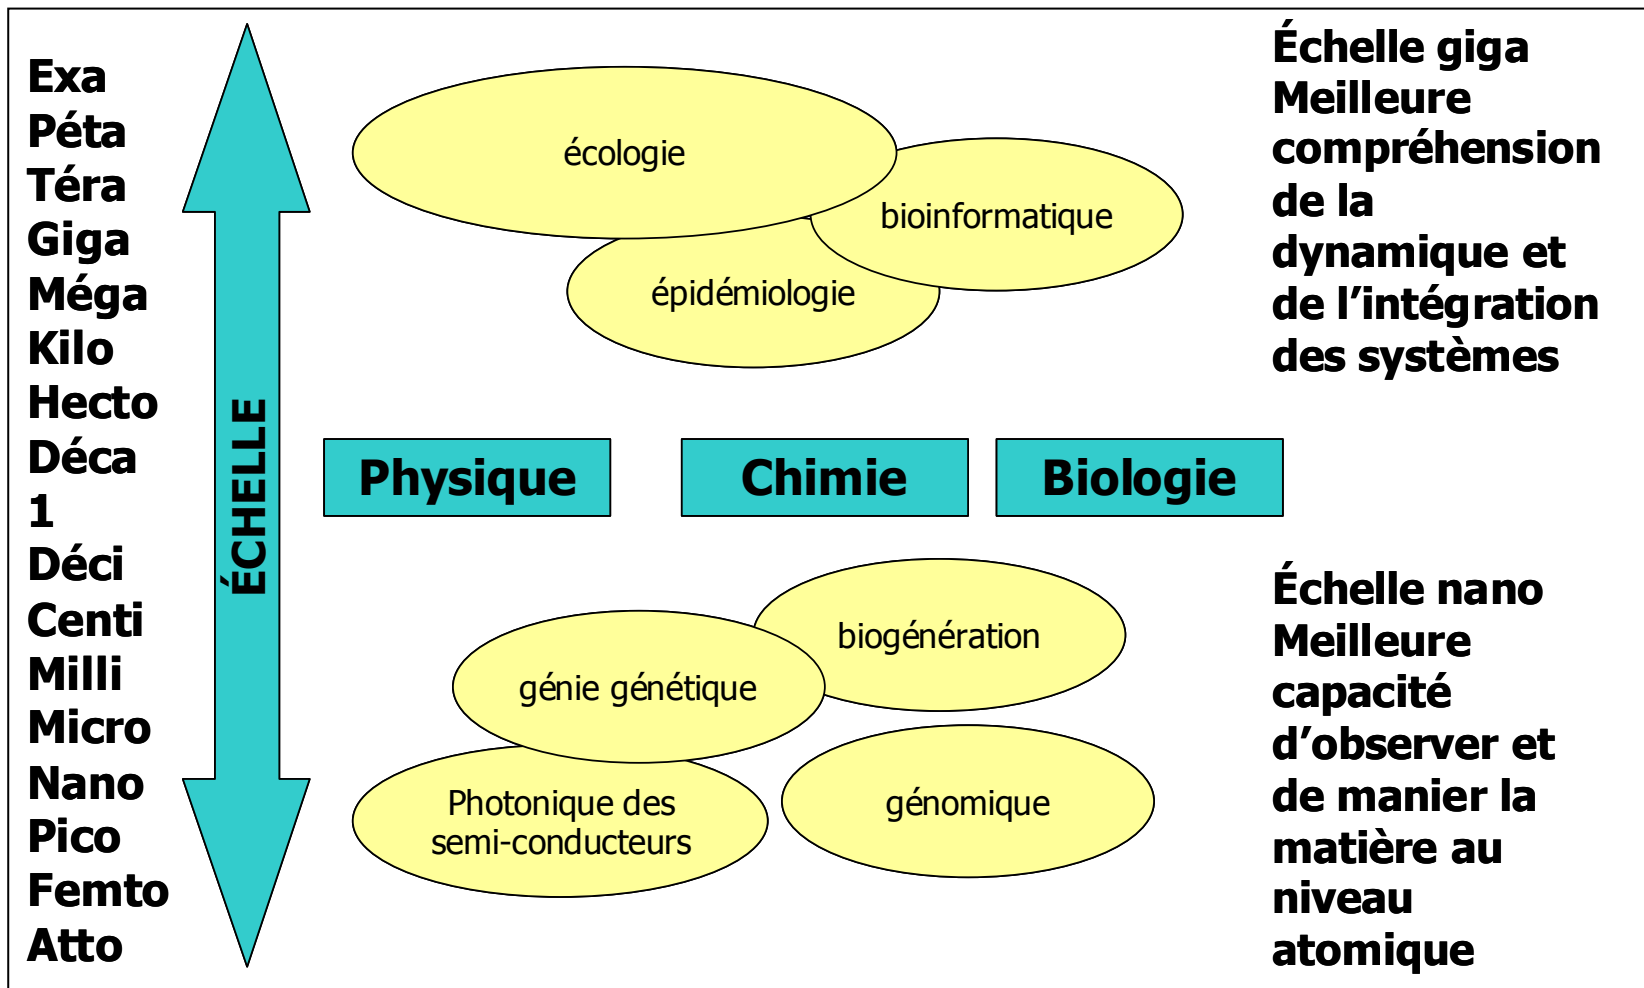 Exa
Péta
Téra
Giga
Méga
Kilo
Hecto
Déca
1
Déci
Centi
Milli
Micro
Nano
Pico
Femto
Atto
ÉCHELLE
écologie
bioinformatique
épidémiologie
Physique
Chimie
Biologie
biogénération
génie génétique
Photonique des
semi-conducteurs
génomique
Échelle giga
Meilleure
compréhension
de la
dynamique et
de l’intégration
des systèmes
Échelle nano
Meilleure
capacité
d’observer et
de manier la
matière au
niveau
atomique